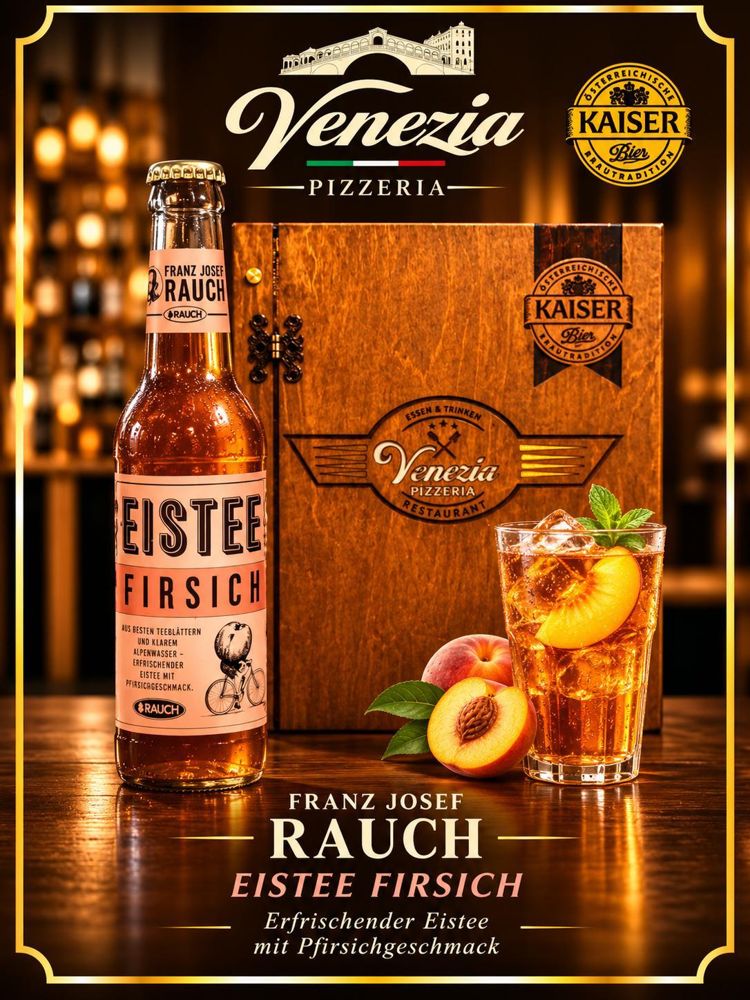 Venezia
PIZZERIA
ÖSTERREICHISCHE
KAISER
Bier
BRAUTRADITION
FRANZ JOSEF
RAUCH
RAUCH
EISTEE
FIRSICH
AUS BESTEN TEEBLÄTTERN
UND KLAREM
ALPENWASSER –
ERFRISCHENDER
EISTEE MIT
PFIRSICHGESCHMACK.
RAUCH
ÖSTERREICHISCHE
KAISER
Bier
BRAUTRADITION
ESSEN & TRINKEN
Venezia
PIZZERIA
RESTAURANT
FRANZ JOSEF
RAUCH
EISTEE FIRSICH
Erfrischender Eistee
mit Pfirsichgeschmack